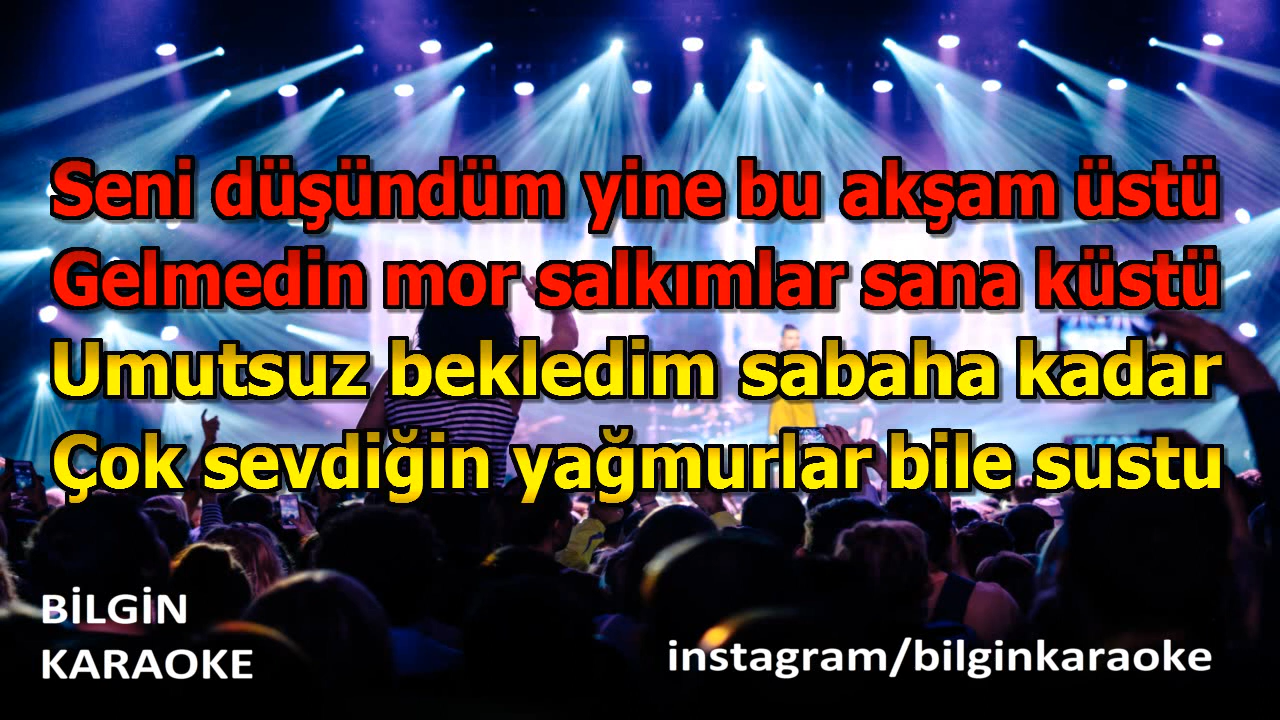 Seni düşündüm yine bu akşam üstü
Gelmedin mor salkımlar sana küstü
Umutsuz bekledim sabaha kadar
Çok sevdiğin yağmurlar bile sustu
BİLGİN
KARAOKE
instagram/bilginkaraoke